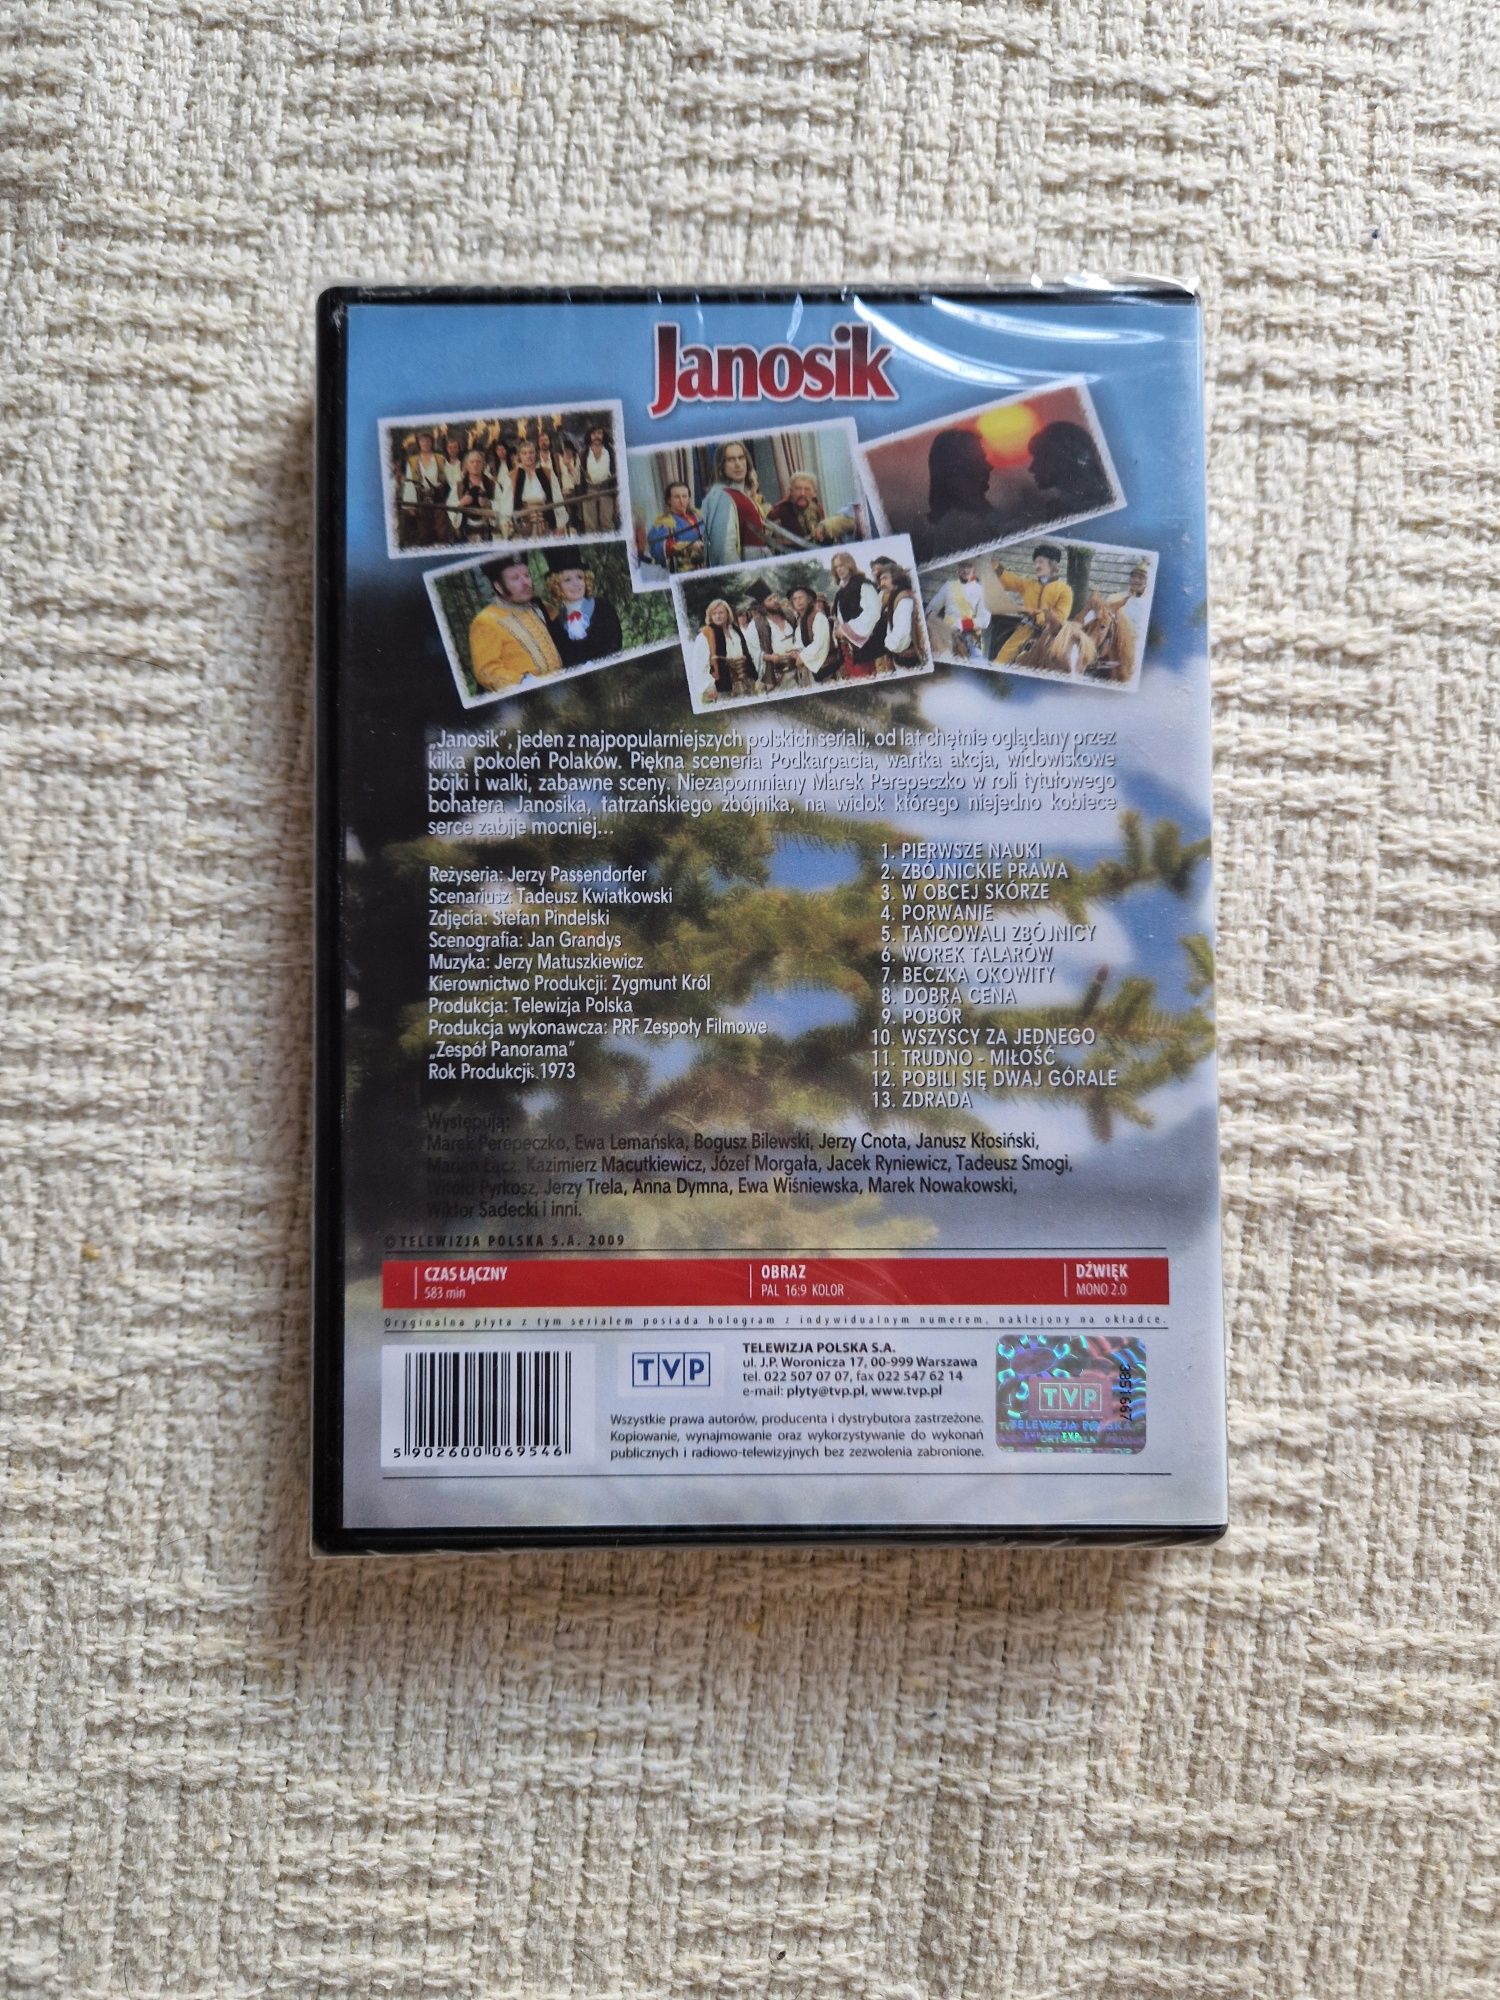 Janosik
„Janosik”, jeden z najpopularniejszych polskich seriali, od lat chętnie oglądany przez
kilka pokoleń Polaków. Piękna sceneria Podkarpacia, wartka akcja, widowiskowe
bójki i walki, zabawne sceny. Niezapomniany Marek Perepeczko w roli tytułowego
bohatera Janosika, tatrzańskiego zbójnika, na widok którego niejedno kobiece
serce zabije mocniej...
Reżyseria: Jerzy Passendorfer
Scenariusz: Tadeusz Kwiatkowski
Zdjęcia: Stefan Pindelski
Scenografia: Jan Grandys
Muzyka: Jerzy Matuszkiewicz
Kierownictwo Produkcji: Zygmunt Król
Produkcja: Telewizja Polska
Produkcja wykonawcza: PRF Zespoły Filmowe
„Zespół Panorama”
Rok Produkcji: 1973
1. PIERWSZE NAUKI
2. ZBÓJNICKIE PRAWA
3. W OBCEJ SKÓRZE
4. PORWANIE
5. TAŃCOWALI ZBÓJNICY
6. WOREK TALARÓW
7. BECZKA OKOWITY
8. DOBRA CENA
9. POBÓR
10. WSZYSCY ZA JEDNEGO
11. TRUDNO - MIŁOŚĆ
12. POBILI SIĘ DWAJ GÓRALE
13. ZDRADA
Występują:
Marek Perepeczko, Ewa Lemańska, Bogusz Bilewski, Jerzy Cnota, Janusz Kłosiński,
Marian Łącz, Kazimierz Macutkiewicz, Józef Morgała, Jacek Ryniewicz, Tadeusz Smogi,
Witold Pyrkosz, Jerzy Trela, Anna Dymna, Ewa Wiśniewska, Marek Nowakowski,
Wiktor Sadecki i inni.
© TELEWIZJA POLSKA S.A. 2009
CZAS ŁĄCZNY
583 min
OBRAZ
PAL 16:9 KOLOR
DŹWIĘK
MONO 2.0
Oryginalna płyta z tym serialem posiada hologram z indywidualnym numerem, naklejony na okładce.
5 902600 069546
TVP
TELEWIZJA POLSKA S.A.
ul. J.P. Woronicza 17, 00-999 Warszawa
tel. 022 507 07 07, fax 022 547 62 14
e-mail: plyty@tvp.pl, www.tvp.pl
Wszystkie prawa autorów, producenta i dystrybutora zastrzeżone.
Kopiowanie, wynajmowanie oraz wykorzystywanie do wykonań
publicznych i radiowo-telewizyjnych bez zezwolenia zabronione.
TVP
TELEWIZJA POLSKA
3851667